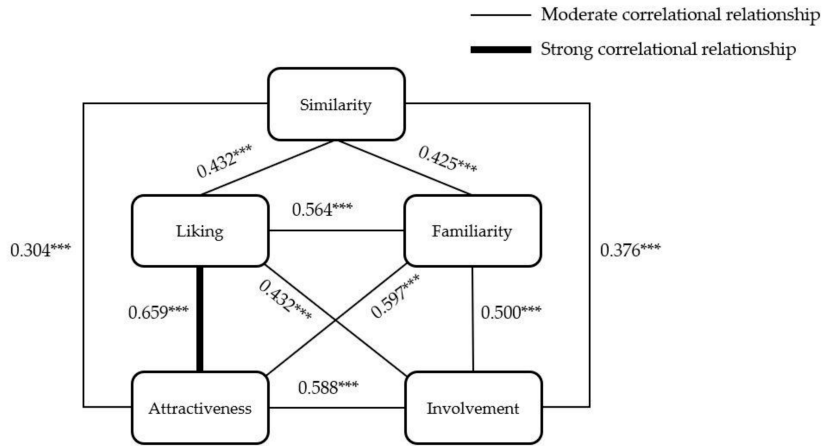 Moderate correlational relationship
Strong correlational relationship
Similarity
0.432***
0.425***
Liking
0.564***
Familiarity
0.304***
0.376***
0.659***
0.432***
0.597***
0.500***
Attractiveness
0.588***
Involvement